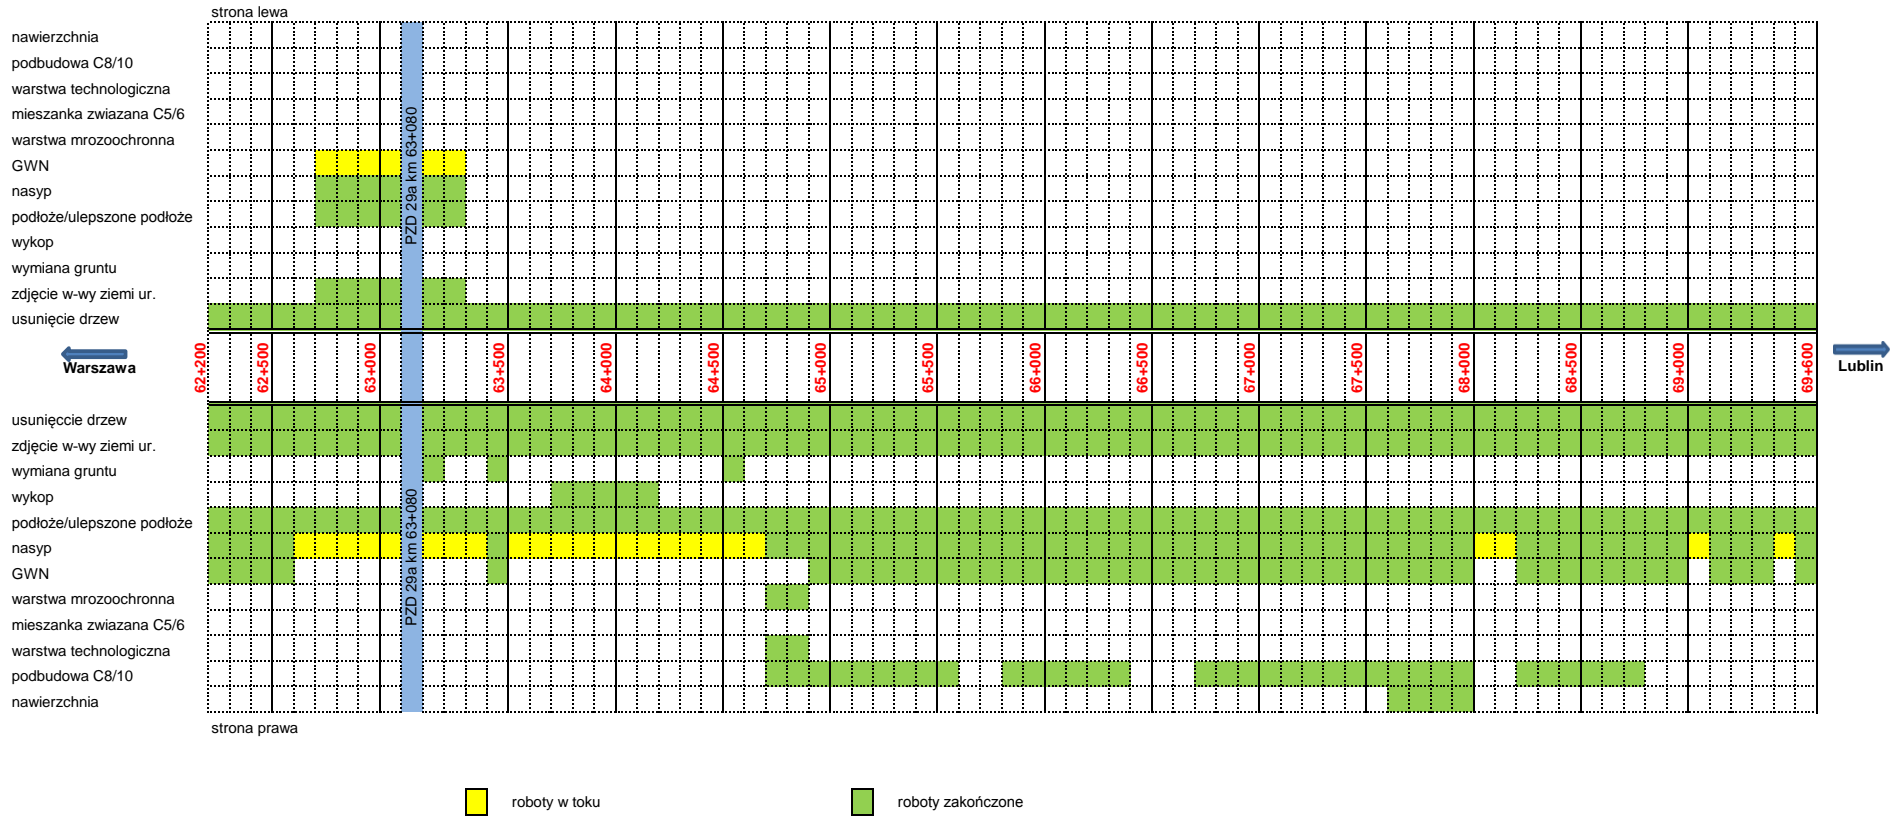 strona lewa
nawierzchnia
podbudowa C8/10
warstwa technologiczna
mieszanka zwiazana C5/6
warstwa mrozoochronna
GWN
nasyp
podłoże/ulepszone podłoże
wykop
wymiana gruntu
zdjęcie w-wy ziemi ur.
usunięcie drzew
PZD 29a km 63+080
Warszawa
62+200
62+500
63+000
63+500
64+000
64+500
65+000
65+500
66+000
66+500
67+000
67+500
68+000
68+500
69+000
69+600
Lublin
usunięccie drzew
zdjęcie w-wy ziemi ur.
wymiana gruntu
wykop
podłoże/ulepszone podłoże
nasyp
GWN
warstwa mrozoochronna
mieszanka zwiazana C5/6
warstwa technologiczna
podbudowa C8/10
nawierzchnia
PZD 29a km 63+080
strona prawa
roboty w toku
roboty zakończone